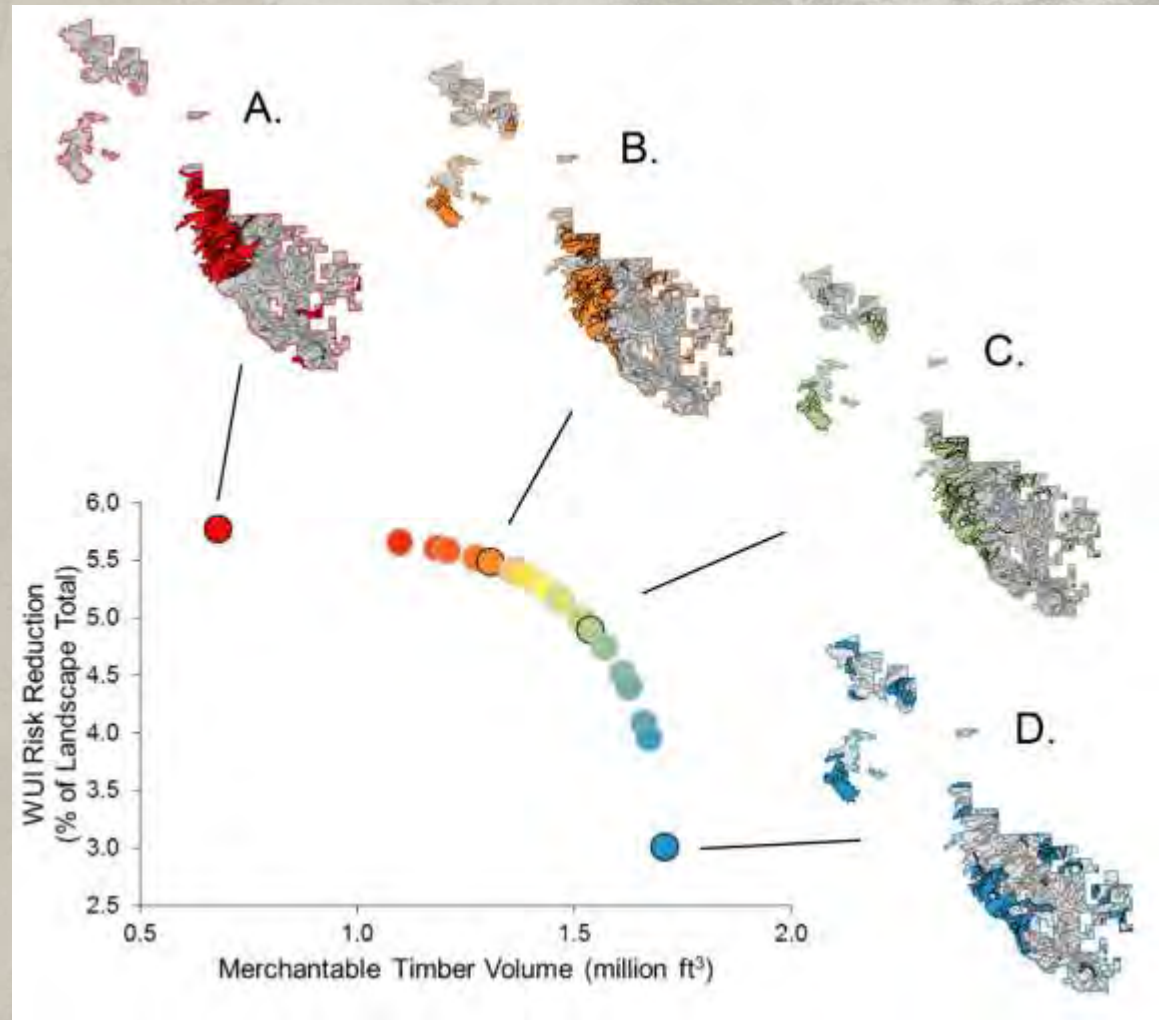 A.
B.
C.
D.
6.0
5.5
5.0
4.5
4.0
3.5
3.0
2.5
WUI Risk Reduction
(% of Landscape Total)
0.5 1.0 1.5 2.0
Merchantable Timber Volume (million ft³)